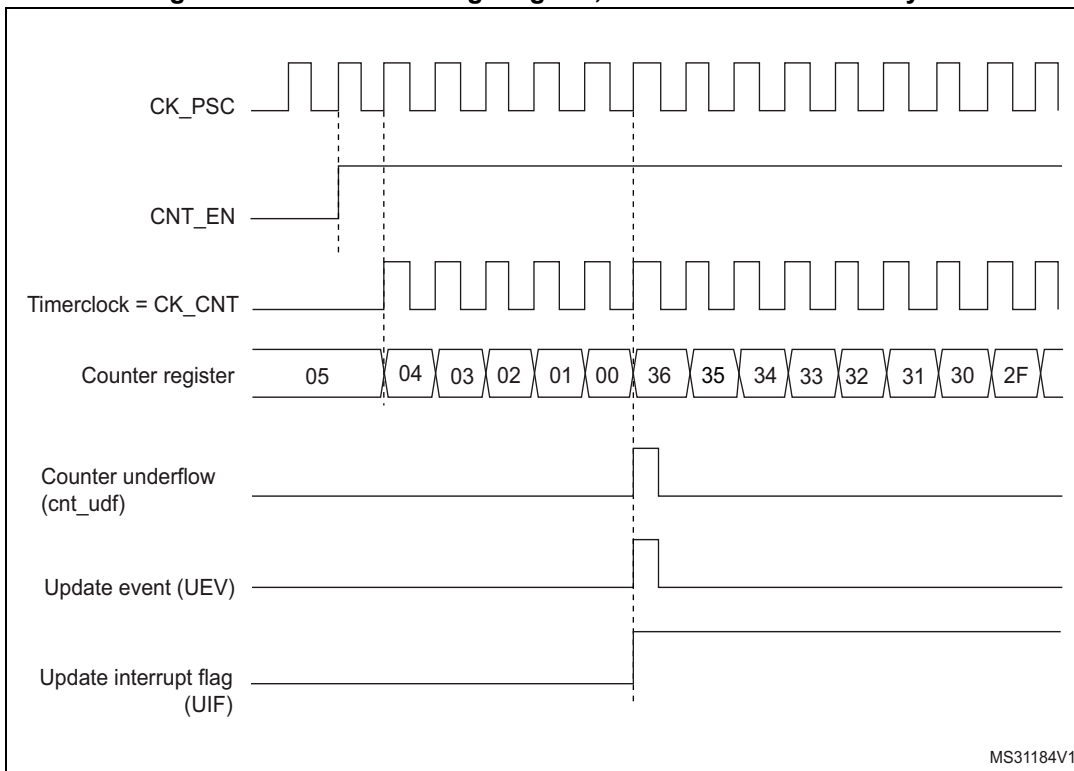 CK_PSC
CNT_EN
Timerclock = CK_CNT
Counter register 05 04 03 02 01 00 36 35 34 33 32 31 30 2F
Counter underflow
(cnt_udf)
Update event (UEV)
Update interrupt flag
(UIF)
MS31184V1